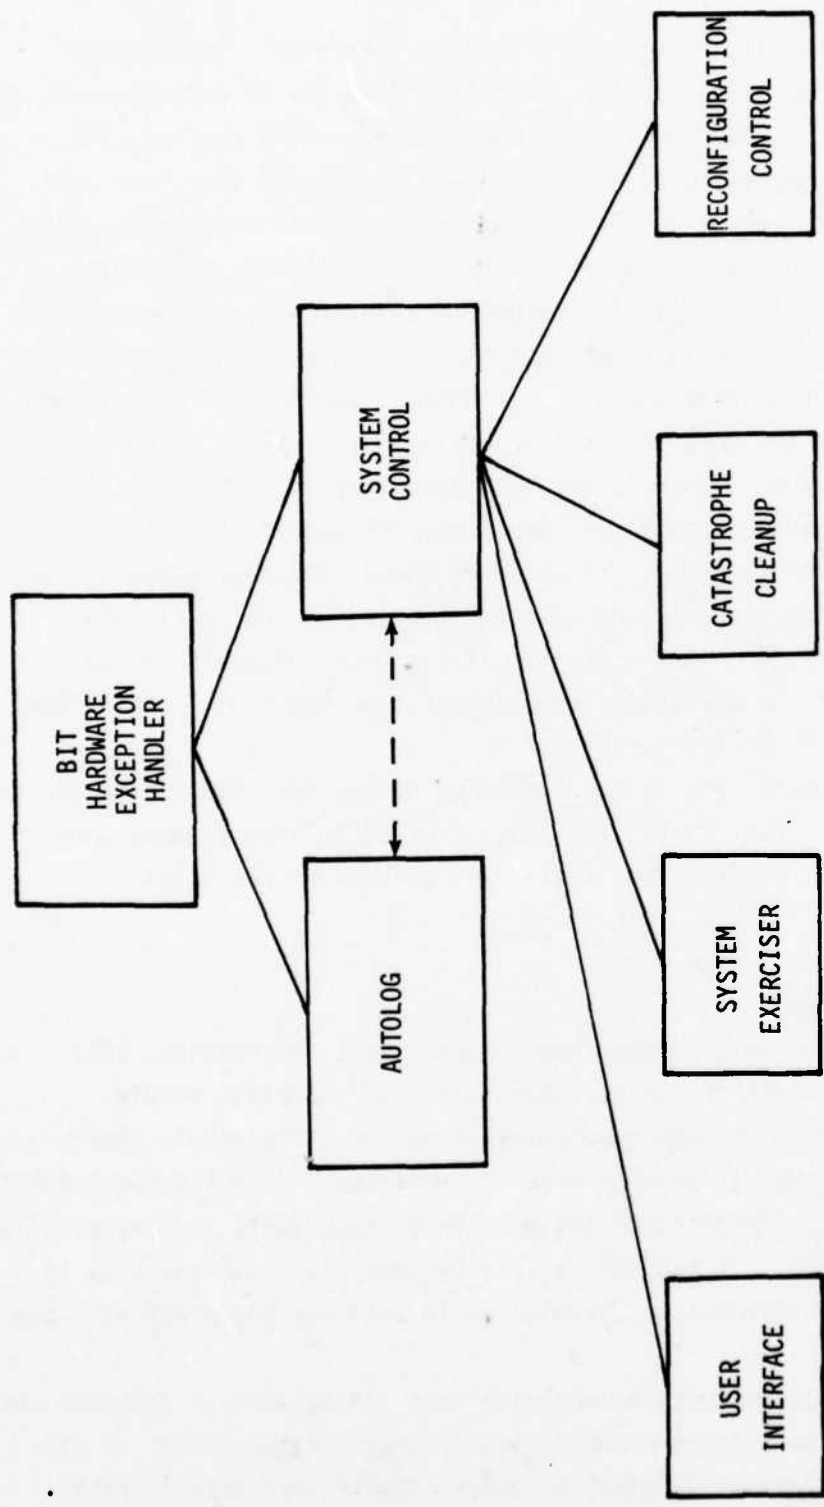 BIT
HARDWARE
EXCEPTION
HANDLER
AUTOLOG
SYSTEM
CONTROL
USER
INTERFACE
SYSTEM
EXERCISER
CATASTROPHE
CLEANUP
RECONFIGURATION
CONTROL